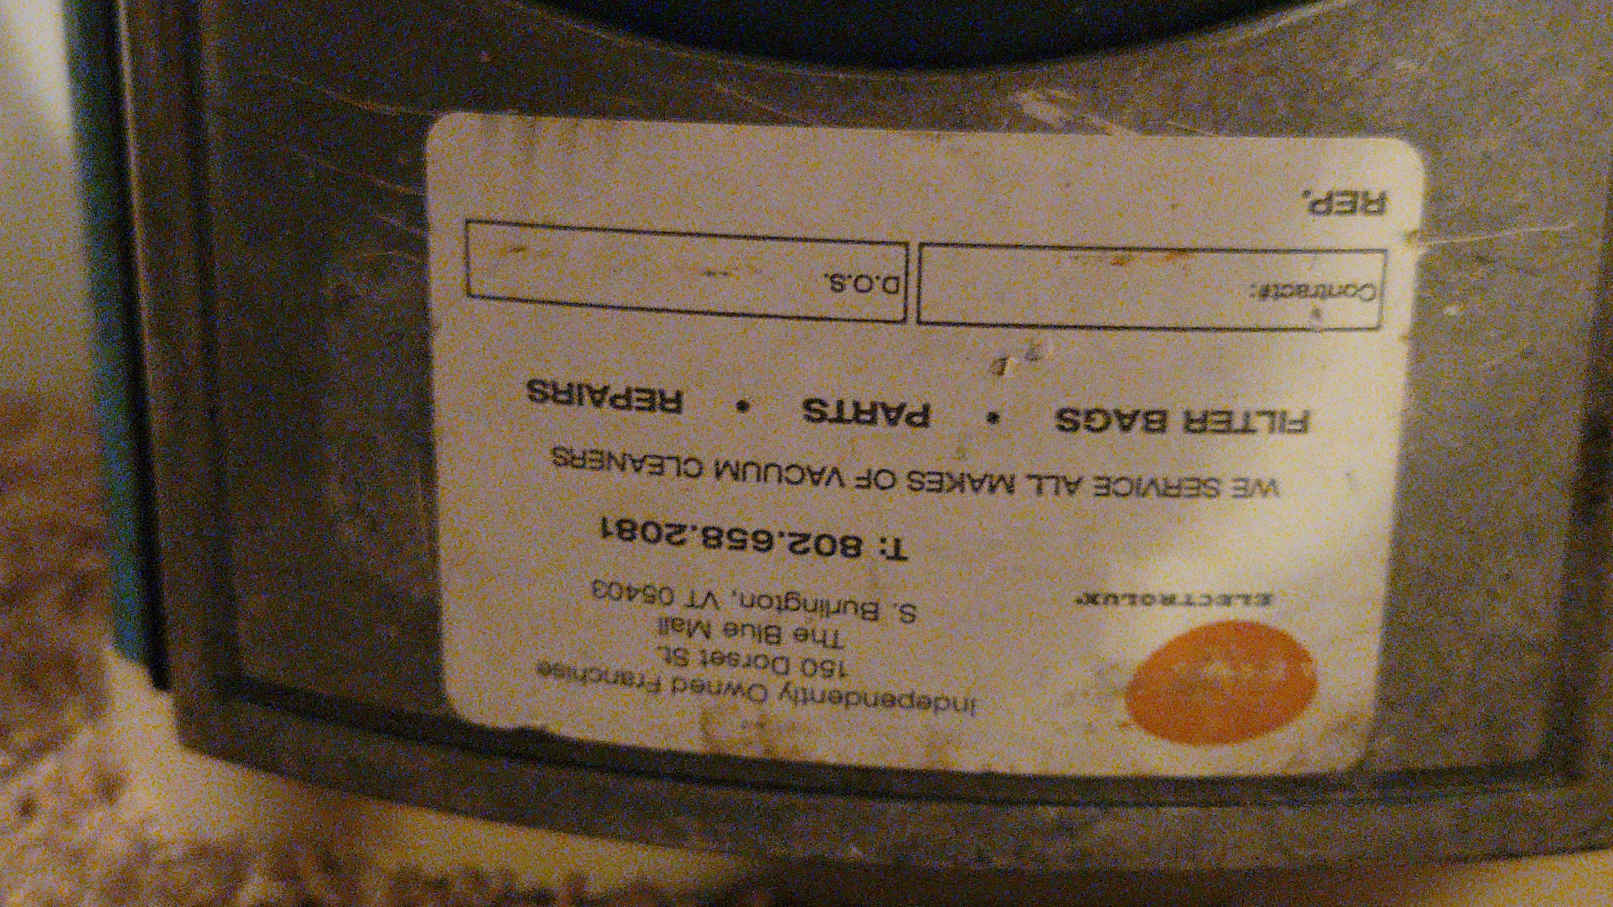 Independently Owned Franchise
150 Dorset St.
The Blue Mall
S. Burlington, VT 05403
ELECTROLUX
T: 802.658.2081
WE SERVICE ALL MAKES OF VACUUM CLEANERS
FILTER BAGS • PARTS • REPAIRS
Contract#: D.O.S.
REP.